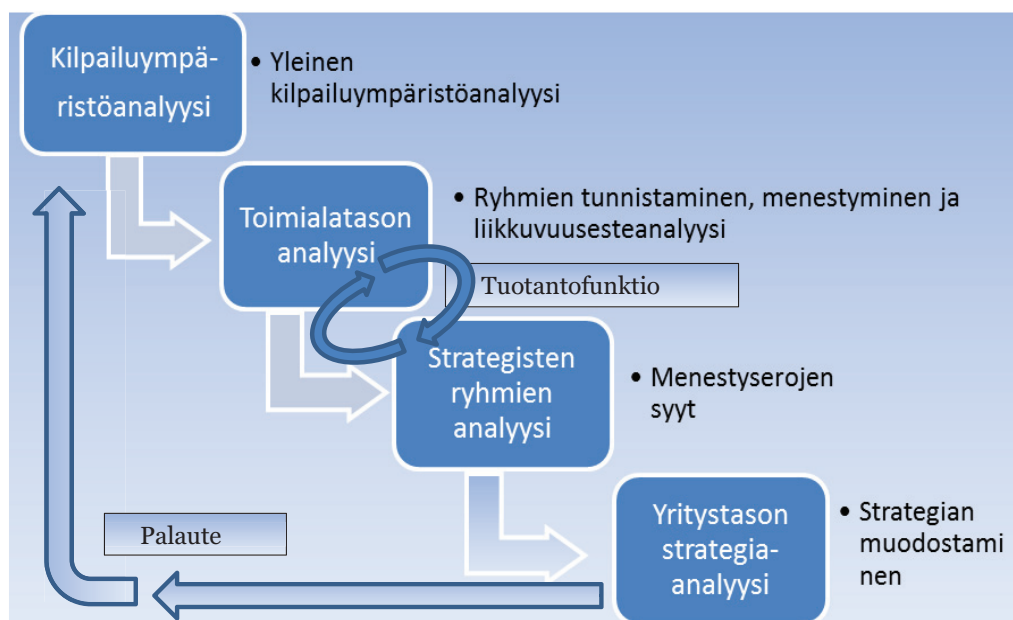 Kilpailuympä-
ristöanalyysi
• Yleinen
kilpailuympäristöanalyysi
Toimialatason
analyysi
• Ryhmien tunnistaminen, menestyminen ja
liikkuvuusesteanalyysi
Tuotantofunktio
Strategisten
ryhmien
analyysi
• Menestyserojen
syyt
Yritystason
strategia-
analyysi
• Strategian
muodostami
nen
Palaute